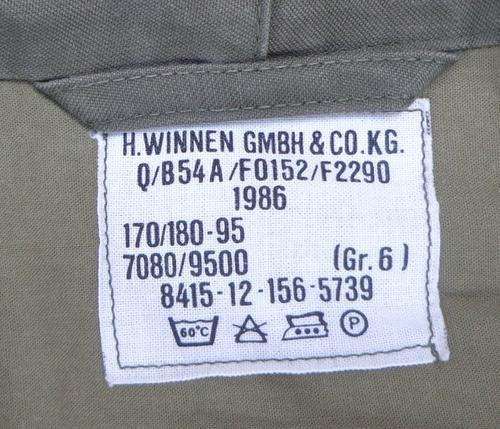 H.WINNEN GMBH & CO.KG.
Q/B54A/F0152/F2290
1986
170/180-95
7080/9500 (Gr.6)
8415-12-156-5739
60°C P